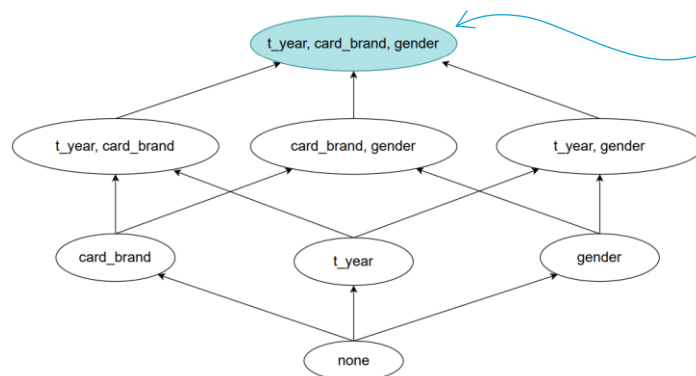 t_year, card_brand, gender
t_year, card_brand
card_brand, gender
t_year, gender
card_brand
t_year
gender
none